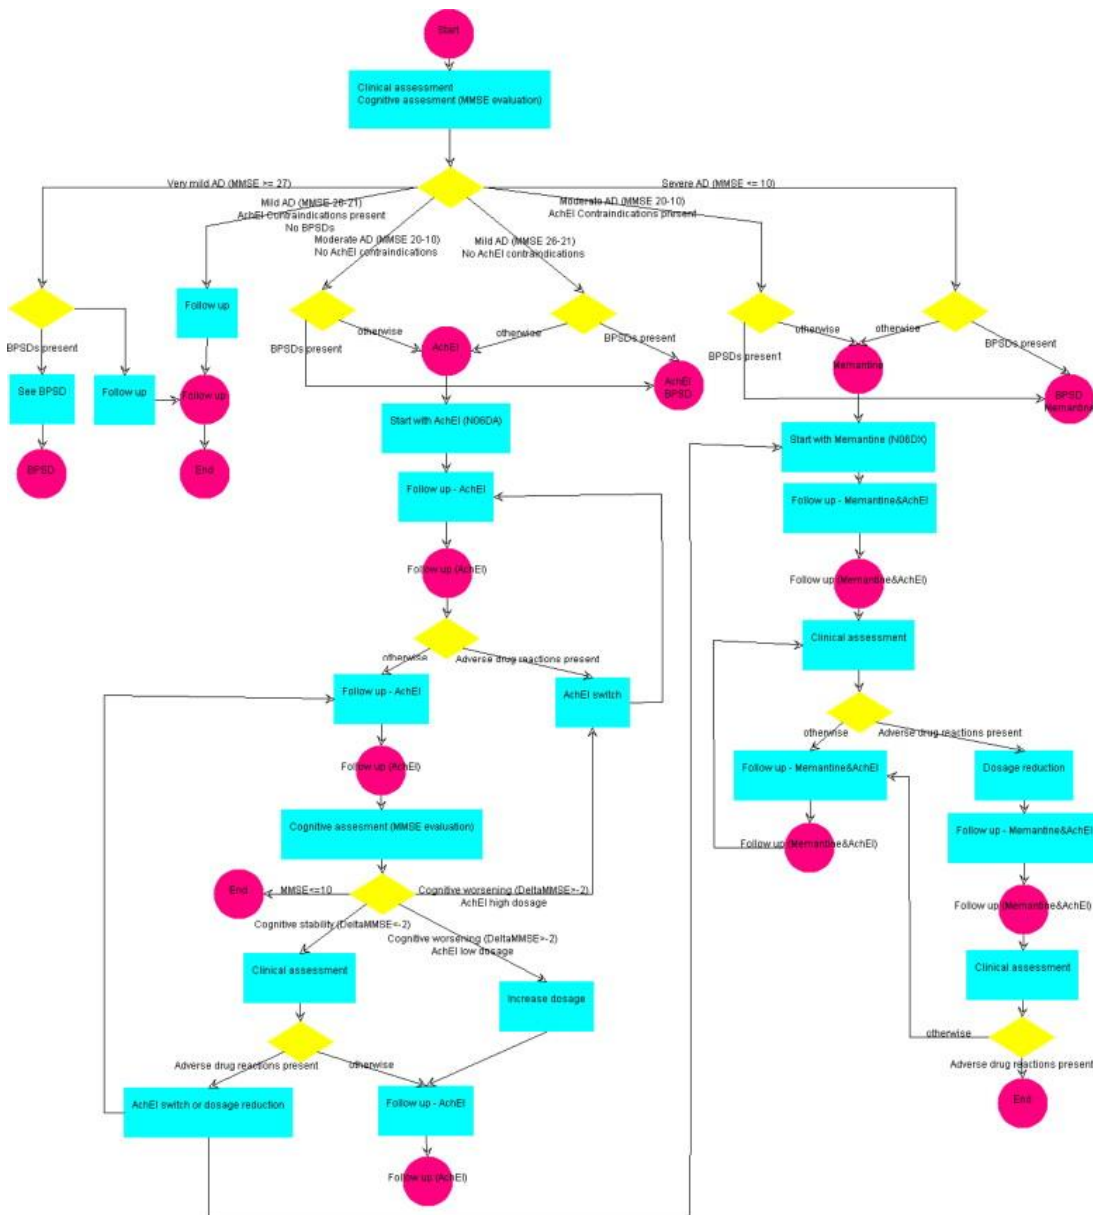 Start
Clinical assessment
Cognitive assesment (MMSE evaluation)
Very mild AD (MMSE >= 27)
Severe AD (MMSE <= 10)
Mild AD (MMSE 26-21)
AchEI Contraindications present
No BPSDs
Moderate AD (MMSE 20-10)
AchEI Contraindications present
Moderate AD (MMSE 20-10)
No AchEI contraindications
Mild AD (MMSE 26-21)
No AchEI contraindications
Follow up
otherwise
otherwise
otherwise
otherwise
BPSDs present
BPSDs present
AchEI
BPSDs present
BPSDs present
Memantine
BPSDs present
See BPSD
Follow up
Follow up
AchEI
BPSD
BPSD
Memantine
Start with AchEI (N06DA)
Start with Memantine (N06DX)
BPSD
End
Follow up - AchEI
Follow up - Memantine&AchEI
Follow up (AchEI)
Follow up (Memantine&AchEI)
Clinical assessment
otherwise
Adverse drug reactions present
Follow up - AchEI
AchEI switch
otherwise
Adverse drug reactions present
Follow up (AchEI)
Follow up - Memantine&AchEI
Dosage reduction
Cognitive assesment (MMSE evaluation)
Follow up - Memantine&AchEI
Follow up (Memantine&AchEI)
End
MMSE<=10
Cognitive worsening (DeltaMMSE>-2)
AchEI high dosage
Follow up (Memantine&AchEI)
Cognitive stability (DeltaMMSE<-2)
Cognitive worsening (DeltaMMSE>-2)
AchEI low dosage
Clinical assessment
Clinical assessment
Increase dosage
otherwise
Adverse drug reactions present
otherwise
Adverse drug reactions present
End
AchEI switch or dosage reduction
Follow up - AchEI
Follow up (AchEI)